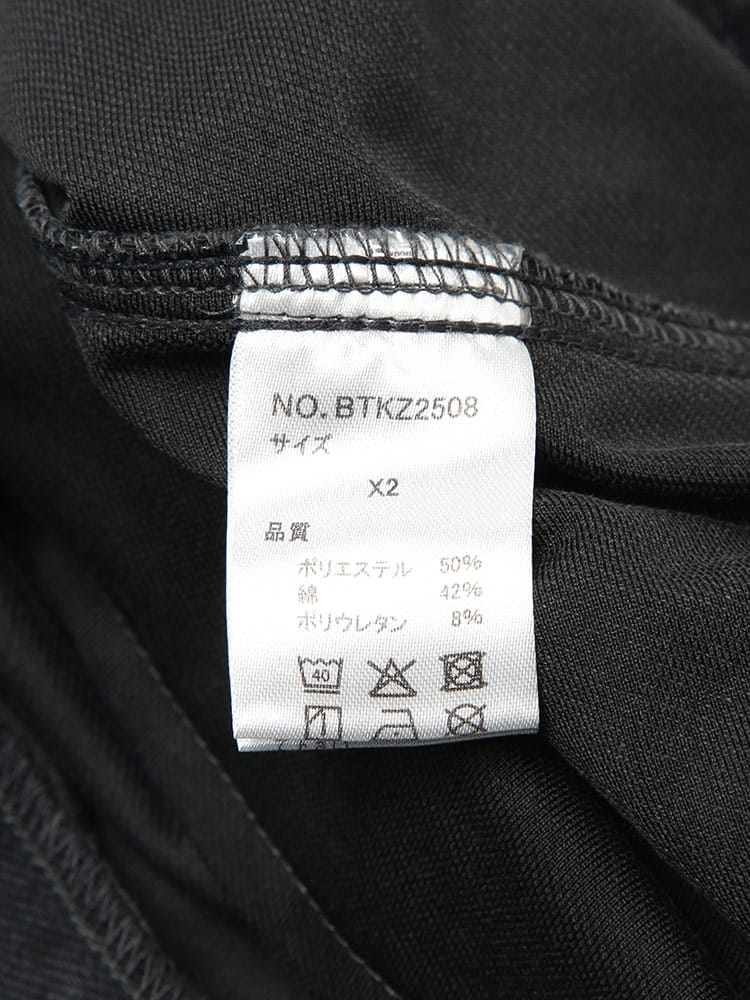 NO. BTKZ2508
サイズ
X2
品質
ポリエステル 50%
綿 42%
ポリウレタン 8%
40